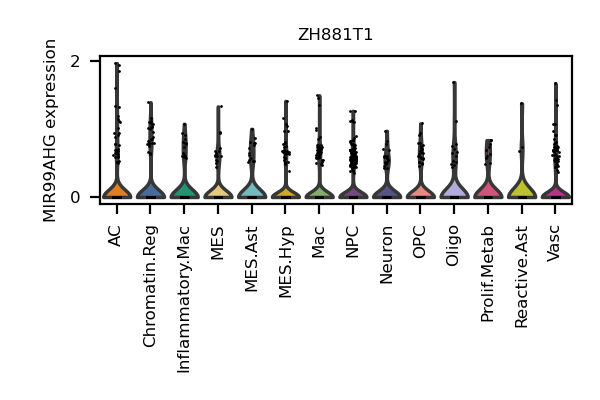 ZH881T1
MIR99AHG expression
2
0
AC
Chromatin.Reg
Inflammatory.Mac
MES
MES.Ast
MES.Hyp
Mac
NPC
Neuron
OPC
Oligo
Prolif.Metab
Reactive.Ast
Vasc